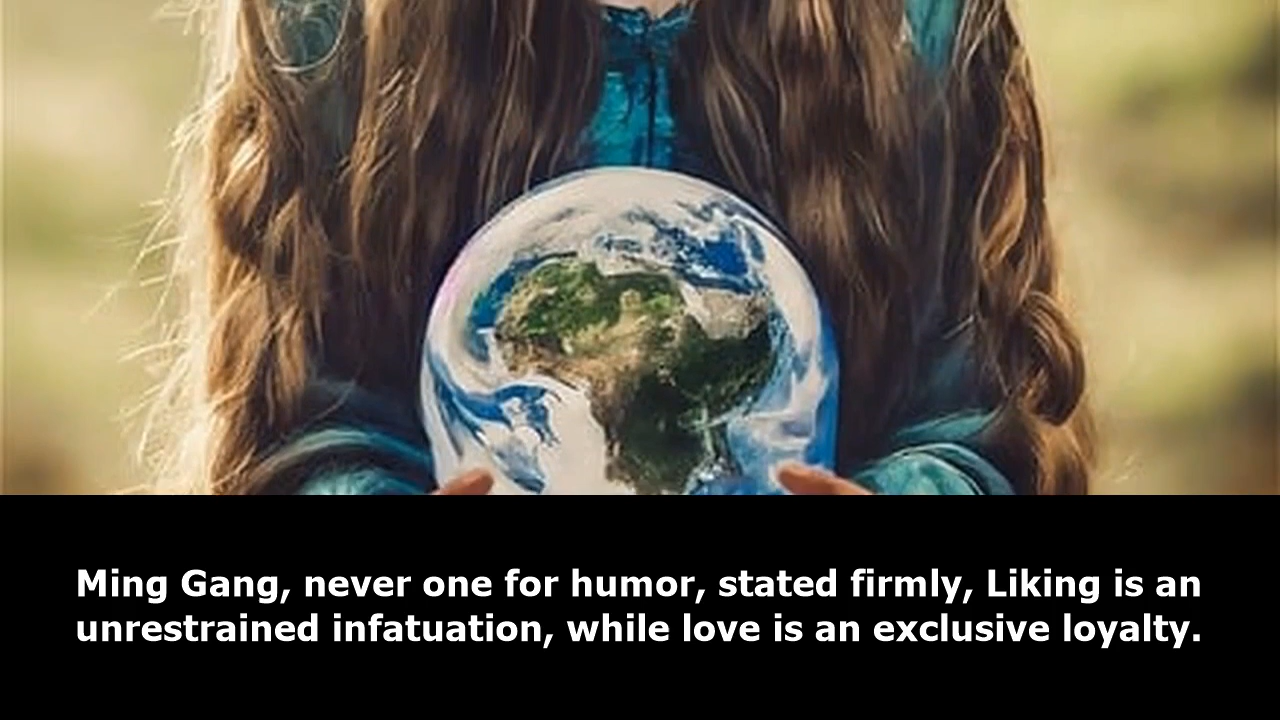 Ming Gang, never one for humor, stated firmly, Liking is an
unrestrained infatuation, while love is an exclusive loyalty.